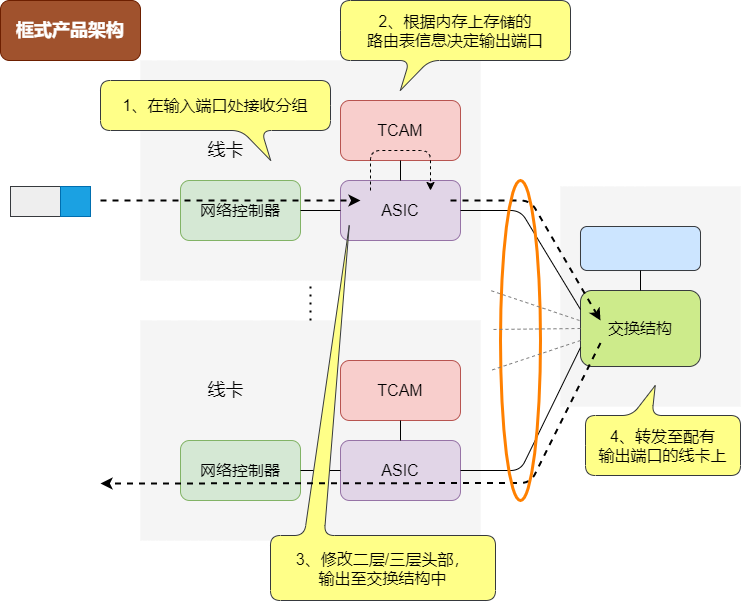 框式产品架构
2、根据内存上存储的
路由表信息决定输出端口
1、在输入端口处接收分组
线卡
TCAM
网络控制器
ASIC
交换结构
线卡
TCAM
网络控制器
ASIC
4、转发至配有
输出端口的线卡上
3、修改二层/三层头部，
输出至交换结构中